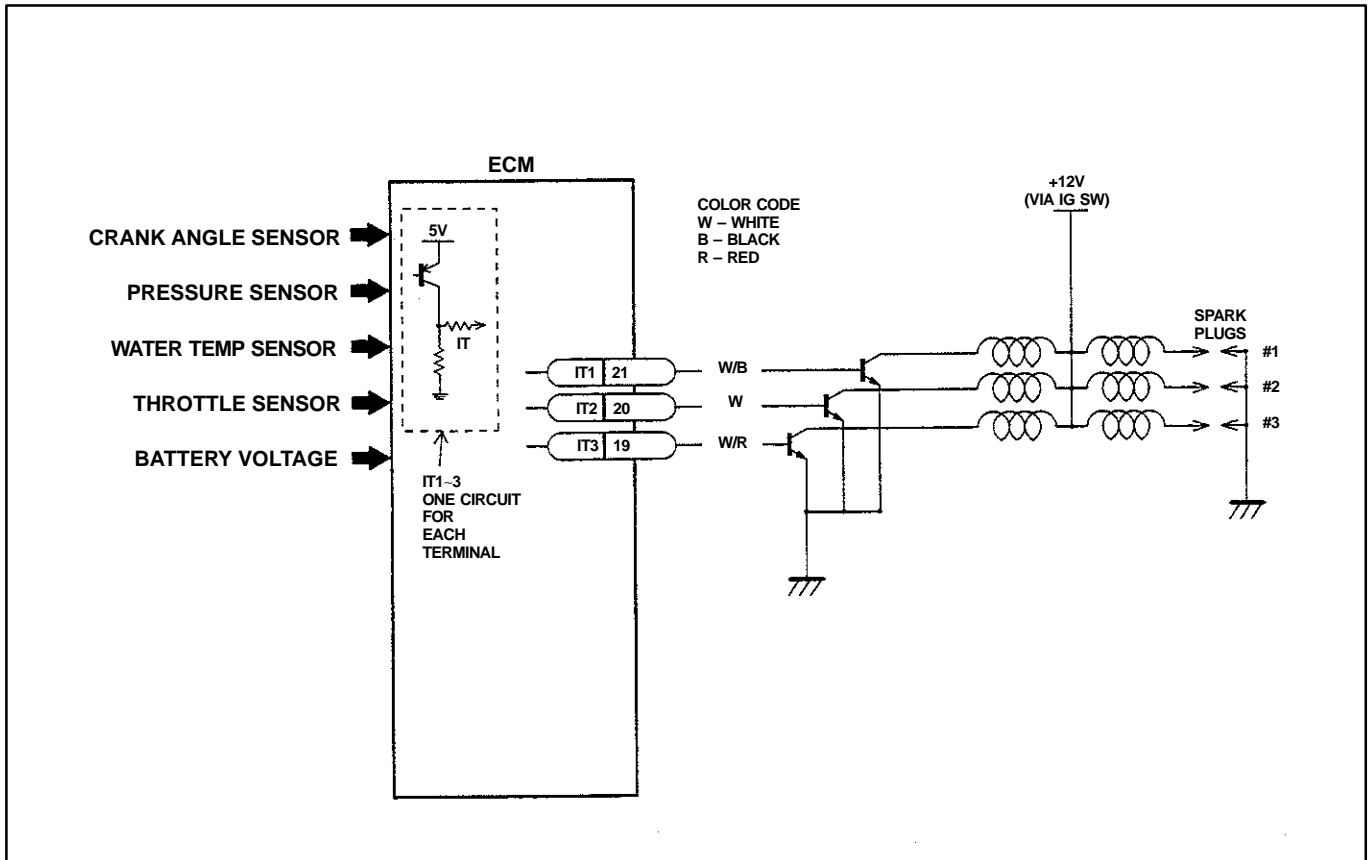 ECM
CRANK ANGLE SENSOR
PRESSURE SENSOR
WATER TEMP SENSOR
THROTTLE SENSOR
BATTERY VOLTAGE
5V
IT
IT1~3
ONE CIRCUIT
FOR
EACH
TERMINAL
IT1 21
IT2 20
IT3 19
COLOR CODE
W – WHITE
B – BLACK
R – RED
W/B
W
W/R
+12V
(VIA IG SW)
SPARK
PLUGS
#1
#2
#3